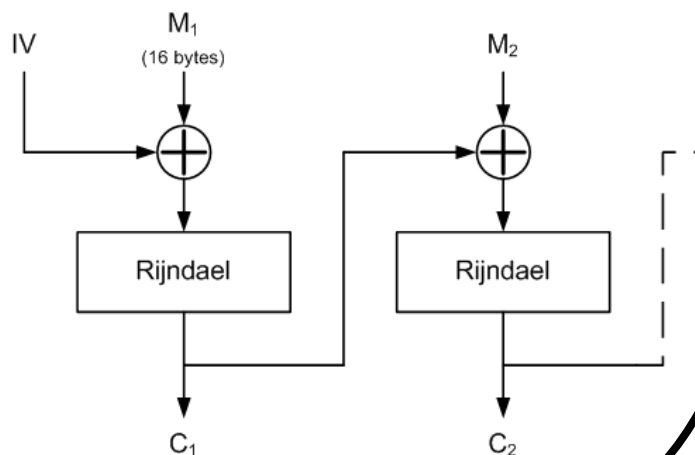 IV
M₁
(16 bytes)
M₂
Rijndael
Rijndael
C₁
C₂